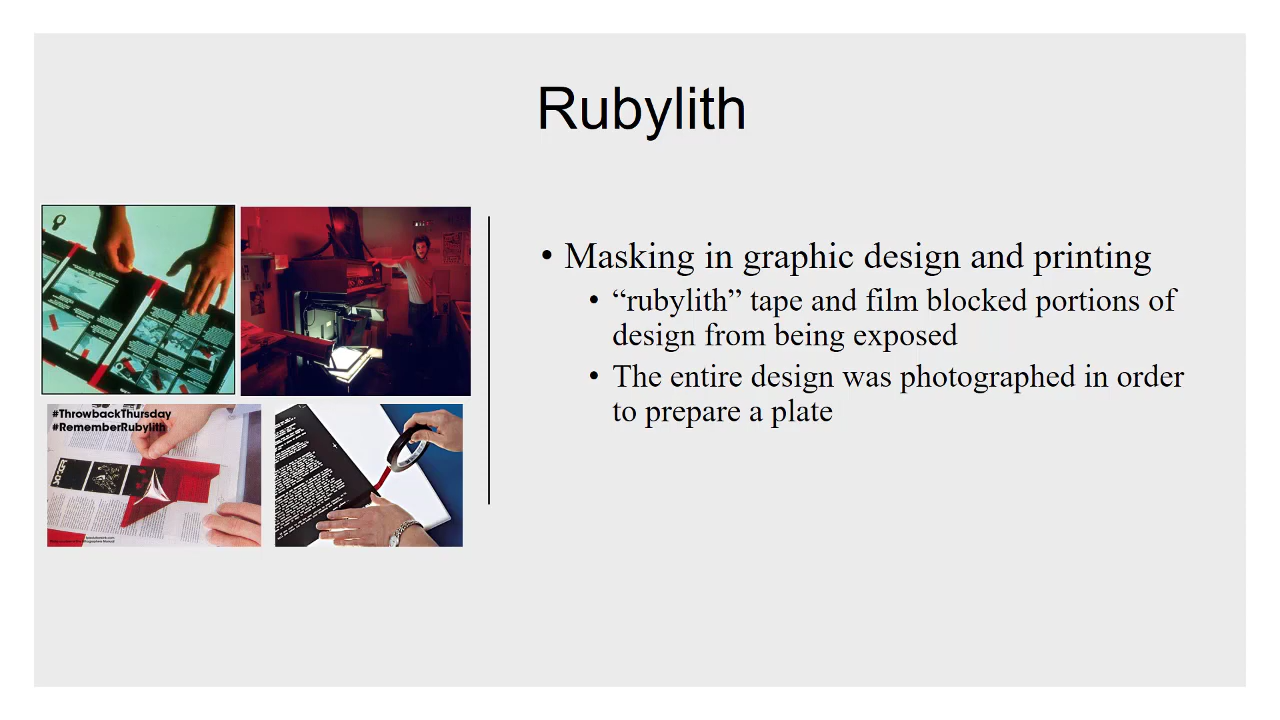 Rubylith
• Masking in graphic design and printing
• “rubylith” tape and film blocked portions of
design from being exposed
• The entire design was photographed in order
to prepare a plate
#ThrowbackThursday
#RememberRubylith